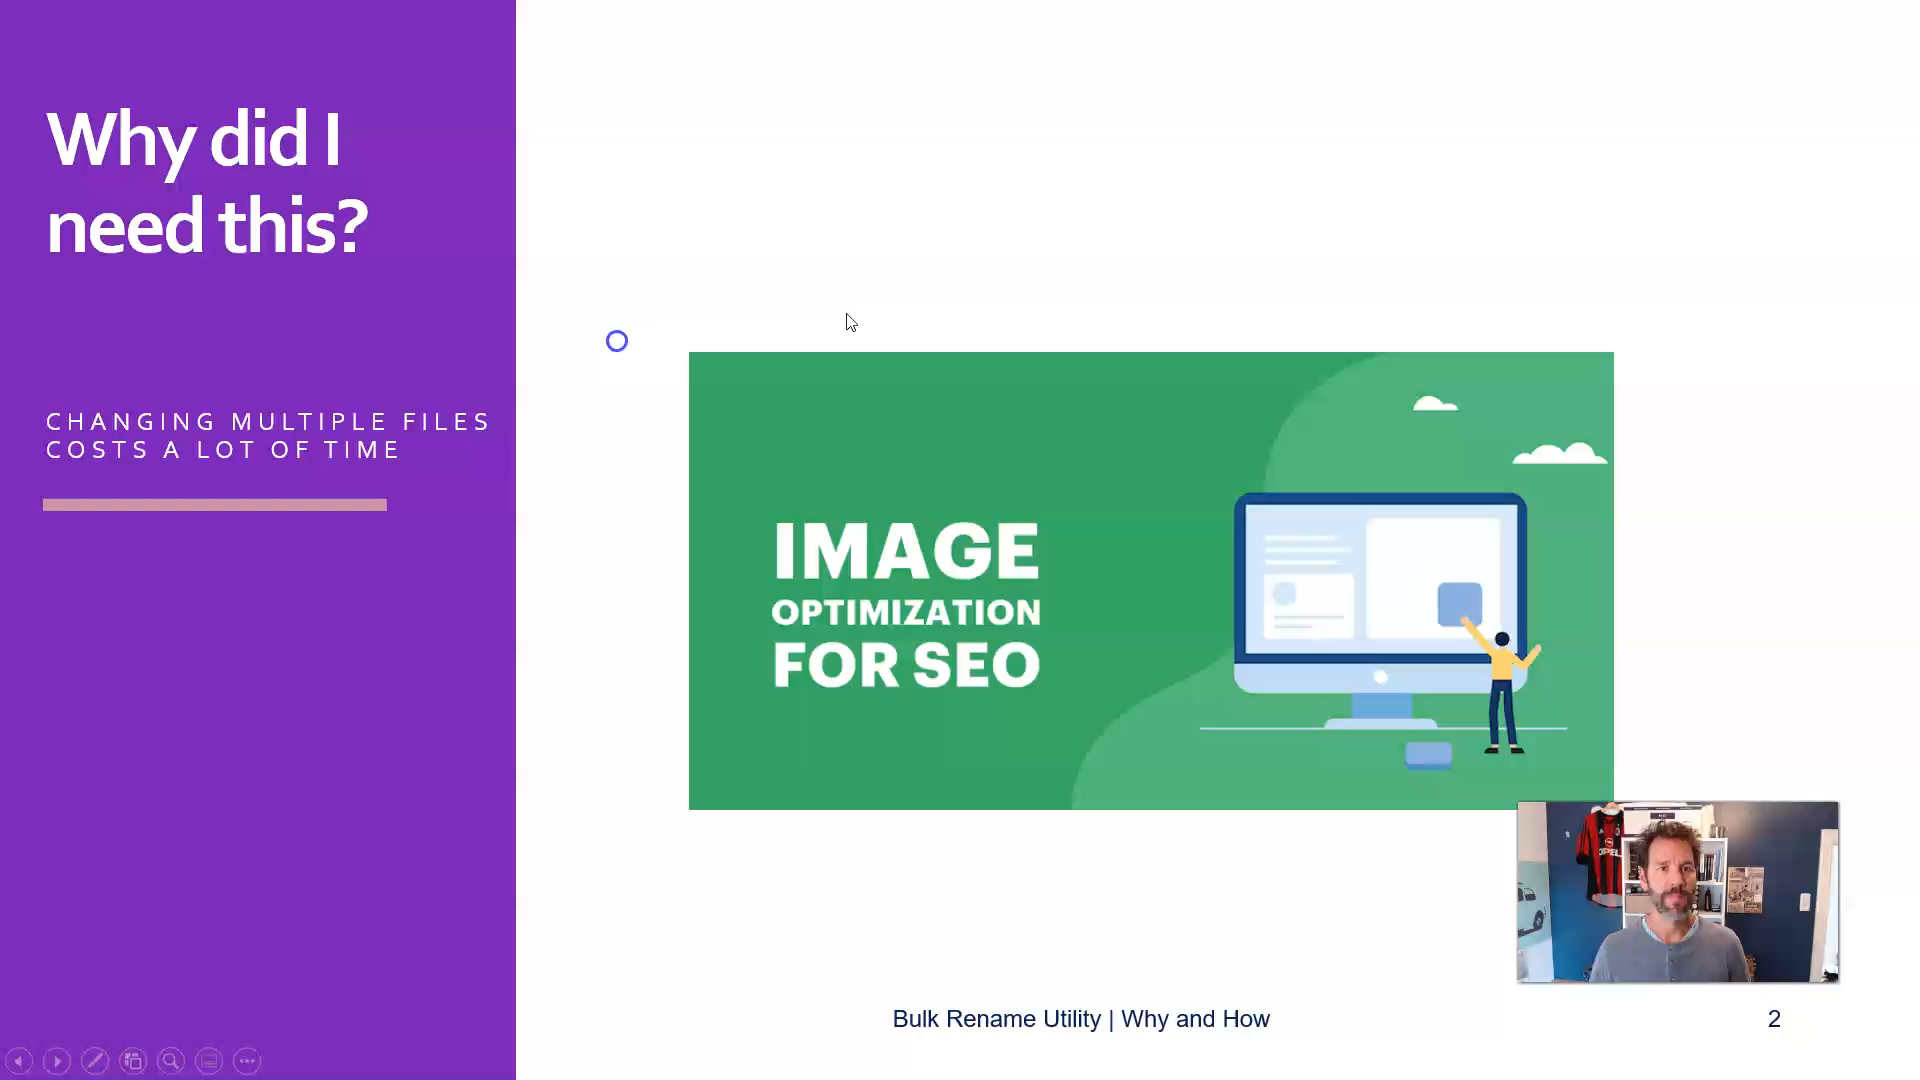 Why did I
need this?
CHANGING MULTIPLE FILES
COSTS A LOT OF TIME
IMAGE
OPTIMIZATION
FOR SEO
OPEL
Bulk Rename Utility | Why and How
2